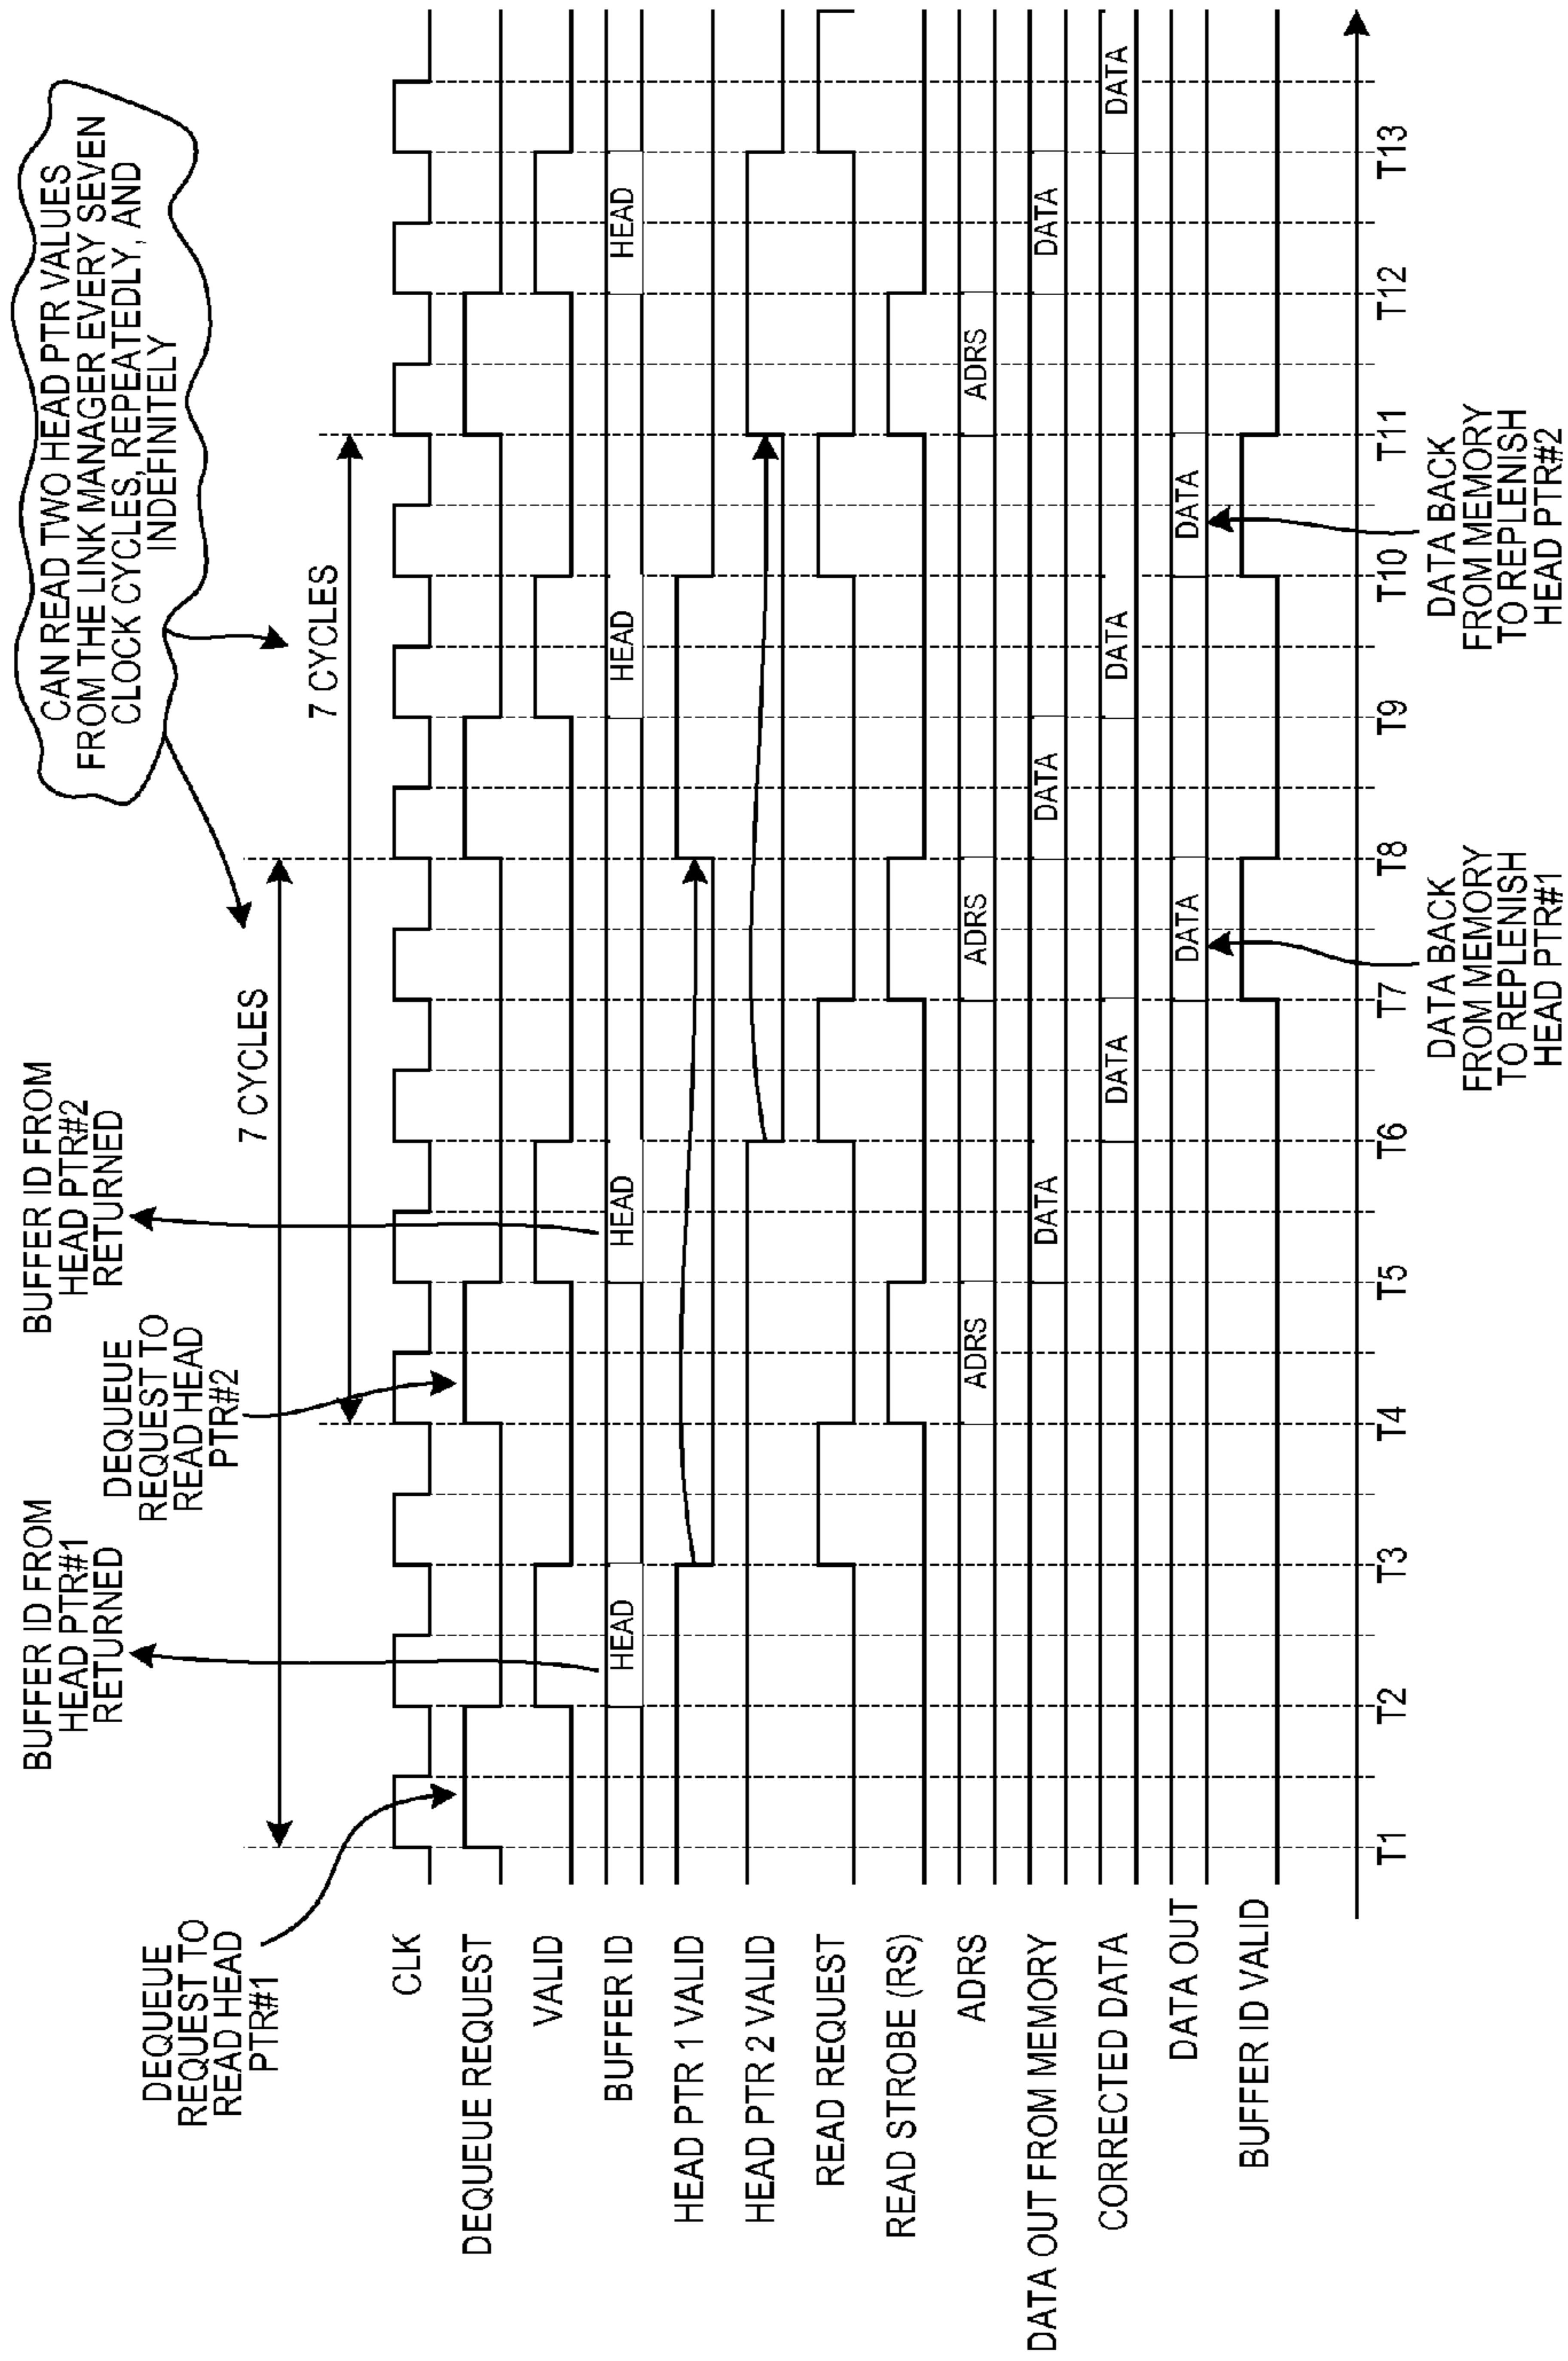 CAN READ TWO HEAD PTR VALUES
FROM THE LINK MANAGER EVERY SEVEN
CLOCK CYCLES, REPEATEDLY, AND
INDEFINITELY
BUFFER ID FROM
HEAD PTR#1
RETURNED
BUFFER ID FROM
HEAD PTR#2
RETURNED
DEQUEUE
REQUEST TO
READ HEAD
PTR#1
DEQUEUE
REQUEST TO
READ HEAD
PTR#2
7 CYCLES
7 CYCLES
CLK
DEQUEUE REQUEST
VALID
BUFFER ID
HEAD
HEAD
HEAD
HEAD
HEAD PTR 1 VALID
HEAD PTR 2 VALID
READ REQUEST
READ STROBE (RS)
ADRS
ADRS
ADRS
ADRS
DATA OUT FROM MEMORY
DATA
DATA
DATA
CORRECTED DATA
DATA
DATA
DATA
DATA OUT
DATA
DATA
BUFFER ID VALID
T1
T2
T3
T4
T5
T6
T7
T8
T9
T10
T11
T12
T13
DATA BACK
FROM MEMORY
TO REPLENISH
HEAD PTR#1
DATA BACK
FROM MEMORY
TO REPLENISH
HEAD PTR#2